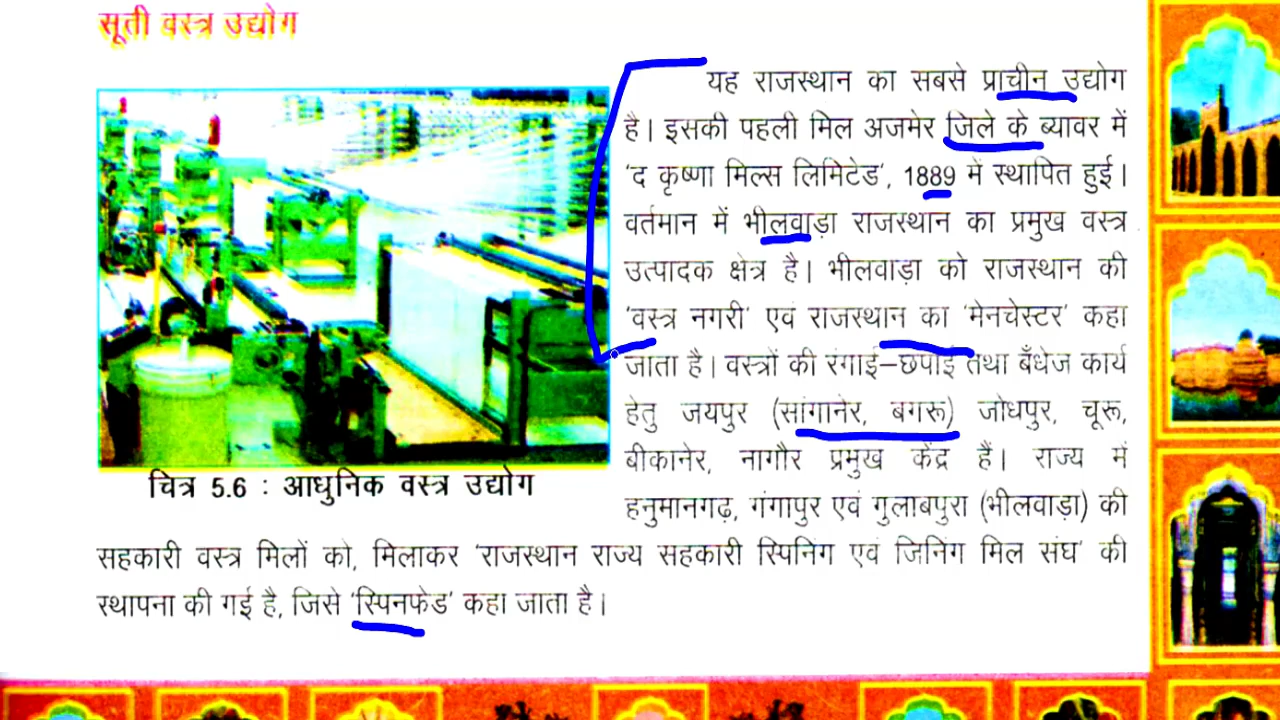 सूती वस्त्र उद्योग
यह राजस्थान का सबसे प्राचीन उद्योग
है। इसकी पहली मिल अजमेर जिले के ब्यावर में
'द कृष्णा मिल्स लिमिटेड', 1889 में स्थापित हुई।
वर्तमान में भीलवाड़ा राजस्थान का प्रमुख वस्त्र
उत्पादक क्षेत्र है। भीलवाड़ा को राजस्थान की
'वस्त्र नगरी' एवं राजस्थान का 'मेनचेस्टर' कहा
जाता है। वस्त्रों की रंगाई–छपाई तथा बँधेज कार्य
हेतु जयपुर (सांगानेर, बगरू) जोधपुर, चूरू,
बीकानेर, नागौर प्रमुख केंद्र हैं। राज्य में
हनुमानगढ़, गंगापुर एवं गुलाबपुरा (भीलवाड़ा) की
सहकारी वस्त्र मिलों को, मिलाकर 'राजस्थान राज्य सहकारी स्पिनिंग एवं जिनिंग मिल संघ' की
स्थापना की गई है, जिसे 'स्पिनफेड' कहा जाता है।
चित्र 5.6 : आधुनिक वस्त्र उद्योग